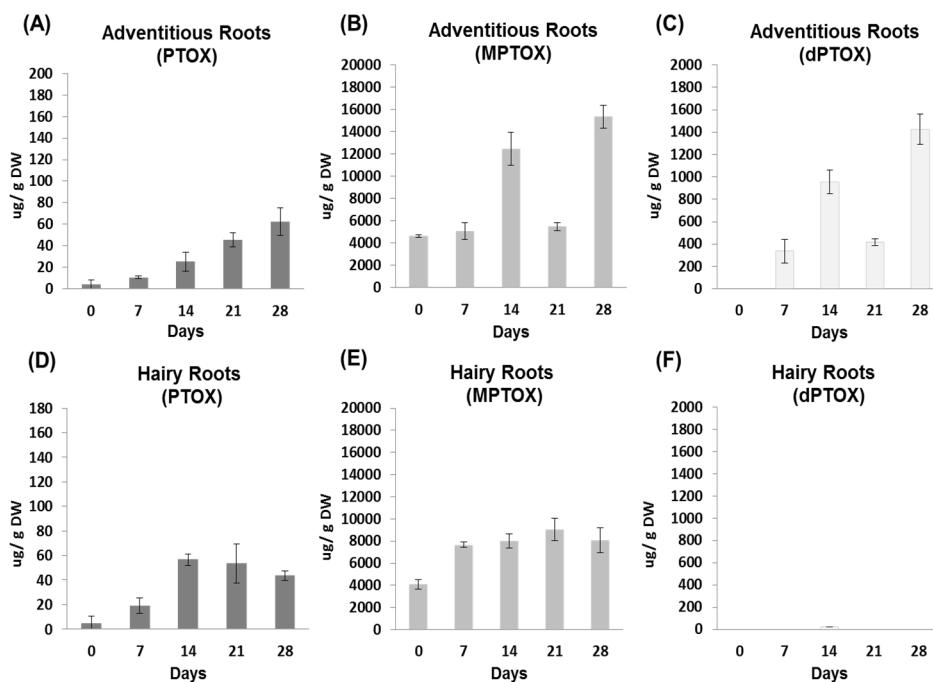 (A)
Adventitious Roots
(PTOX)
200
180
160
140
120
100
80
60
40
20
0
ug/ g DW
0 7 14 21 28
Days
(B)
Adventitious Roots
(MPTOX)
20000
18000
16000
14000
12000
10000
8000
6000
4000
2000
0
ug/ g DW
0 7 14 21 28
Days
(C)
Adventitious Roots
(dPTOX)
2000
1800
1600
1400
1200
1000
800
600
400
200
0
ug/ g DW
0 7 14 21 28
Days
(D)
Hairy Roots
(PTOX)
180
160
140
120
100
80
60
40
20
0
ug/ g DW
0 7 14 21 28
Days
(E)
Hairy Roots
(MPTOX)
20000
18000
16000
14000
12000
10000
8000
6000
4000
2000
0
ug/ g DW
0 7 14 21 28
Days
(F)
Hairy Roots
(dPTOX)
2000
1800
1600
1400
1200
1000
800
600
400
200
0
ug/ g DW
0 7 14 21 28
Days